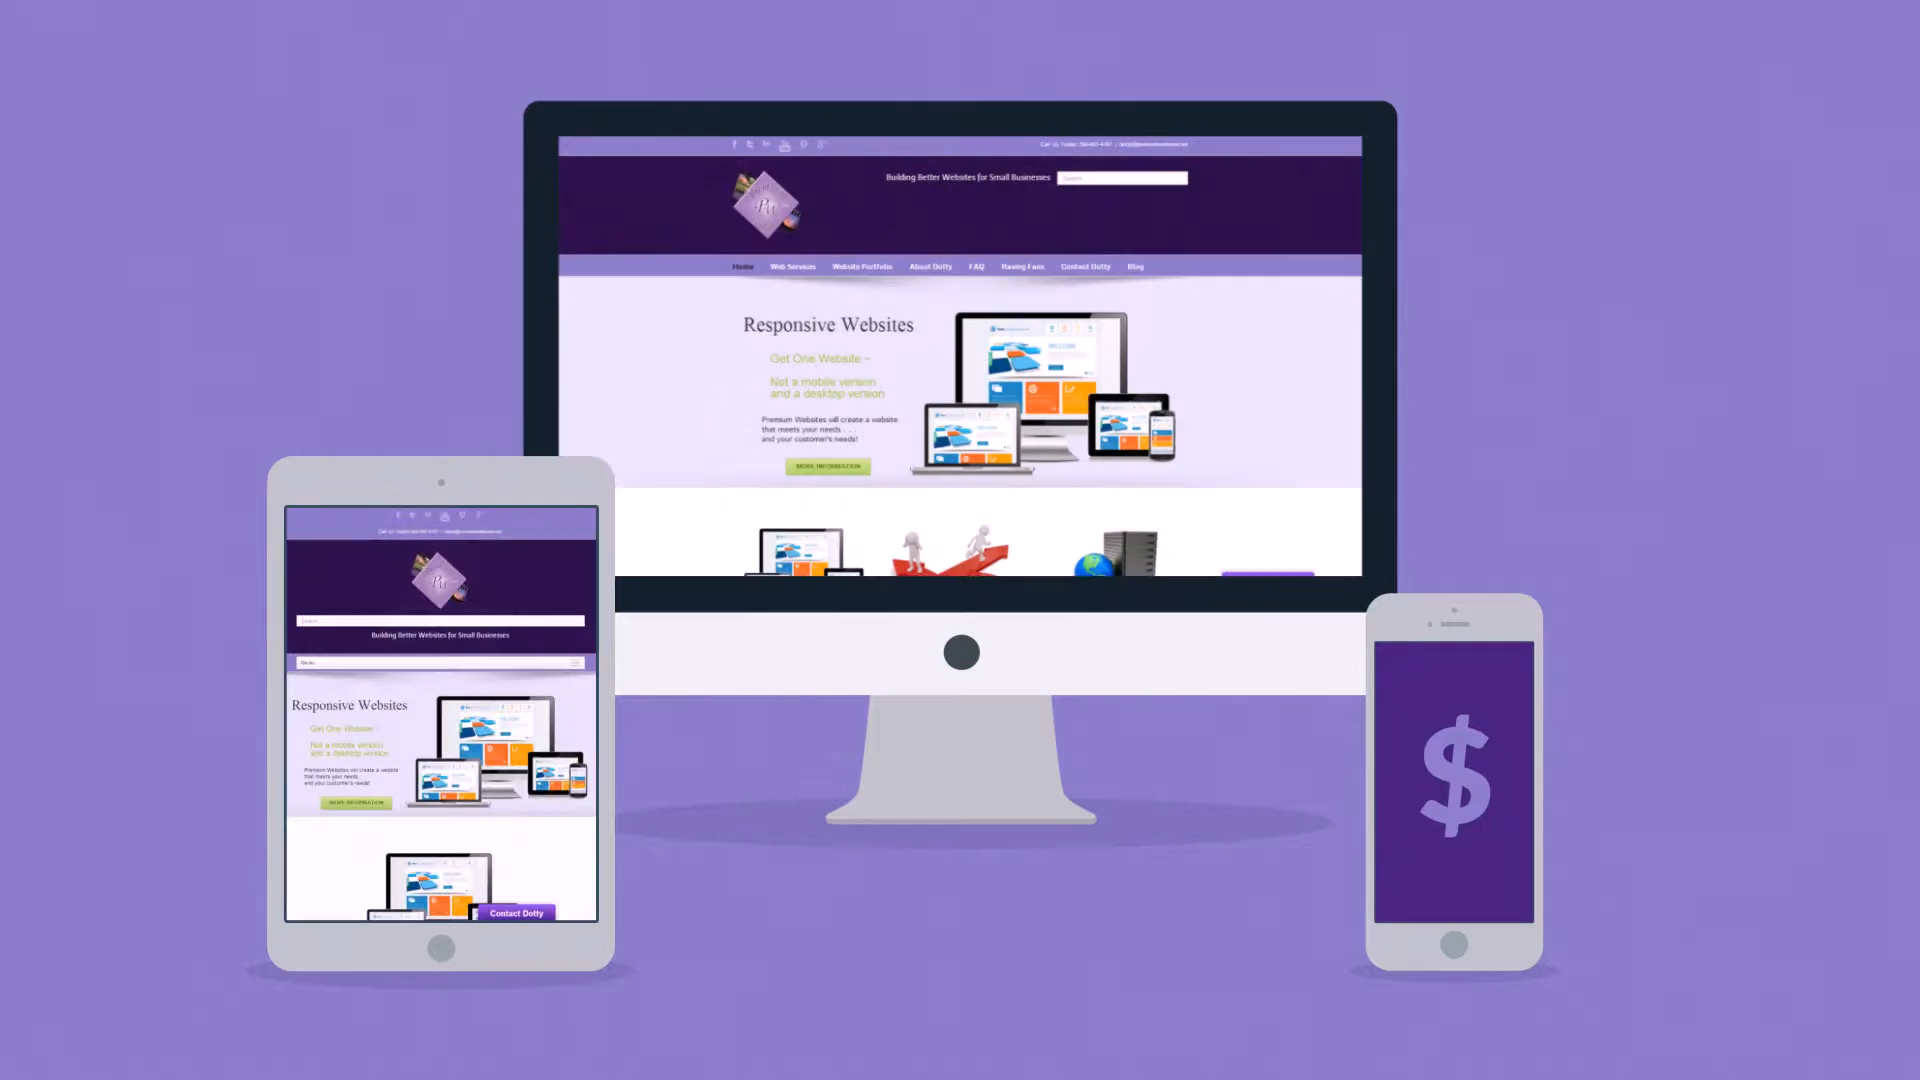 Building Better Websites for Small Businesses
Home Web Services Website Portfolio About Dotty FAQ Raving Fans Contact Dotty Blog
Responsive Websites
Get One Website –
Not a mobile version
and a desktop version
Premium Websites will create a website
that meets your needs . . .
and your customer's needs!
MORE INFORMATION
Building Better Websites for Small Businesses
Go to...
Responsive Websites
Get One Website –
Not a mobile version
and a desktop version
Premium Websites will create a website
that meets your needs
and your customer's needs!
MORE INFORMATION
Contact Dotty
$